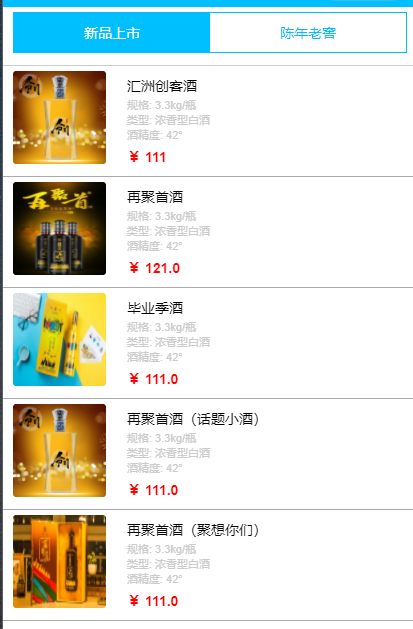 新品上市
陈年老窖
汇洲创客酒
规格: 3.3kg/瓶
类型: 浓香型白酒
酒精度: 42°
¥ 111
再聚首
再聚首酒
规格: 3.3kg/瓶
类型: 浓香型白酒
酒精度: 42°
¥ 121.0
毕业季酒
规格: 3.3kg/瓶
类型: 浓香型白酒
酒精度: 42°
¥ 111.0
再聚首酒（话题小酒）
规格: 3.3kg/瓶
类型: 浓香型白酒
酒精度: 42°
¥ 111.0
再聚首酒（聚想你们）
规格: 3.3kg/瓶
类型: 浓香型白酒
酒精度: 42°
¥ 111.0